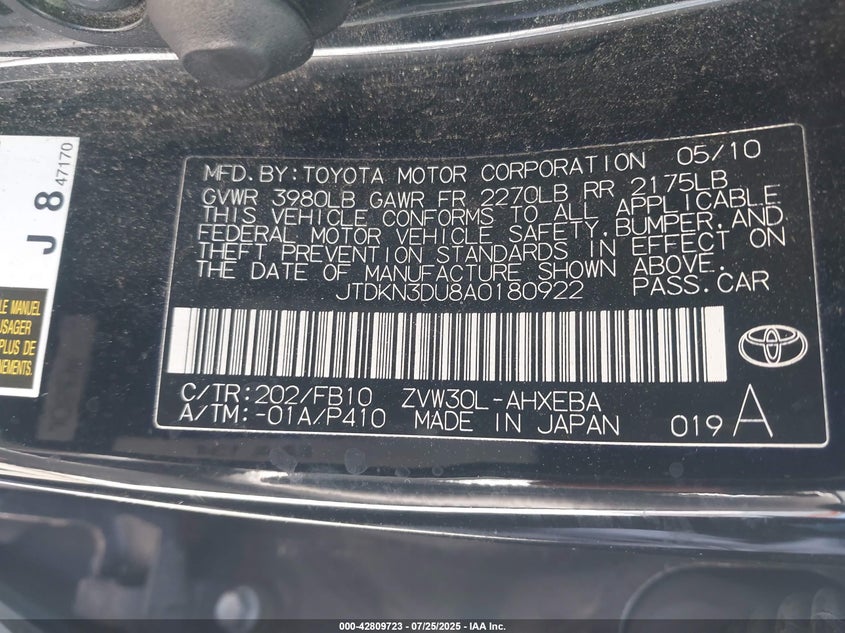 J 8 47170
LE MANUEL
USAGER
PLUS DE
NEMENTS.
MFD.BY:TOYOTA MOTOR CORPORATION 05/10
GVWR 3980LB GAWR FR 2270LB RR 2175LB
THIS VEHICLE CONFORMS TO ALL APPLICABLE
FEDERAL MOTOR VEHICLE SAFETY,BUMPER,AND
THEFT PREVENTION STANDARDS IN EFFECT ON
THE DATE OF MANUFACTURE SHOWN ABOVE.
JTDKN3DU8A0180922 PASS.CAR
C/TR:202/FB10 ZVW30L-AHXEBA
A/TM:-01A/P410 MADE IN JAPAN 019 A
000-42809723 — 07/25/2025 — IAA Inc.